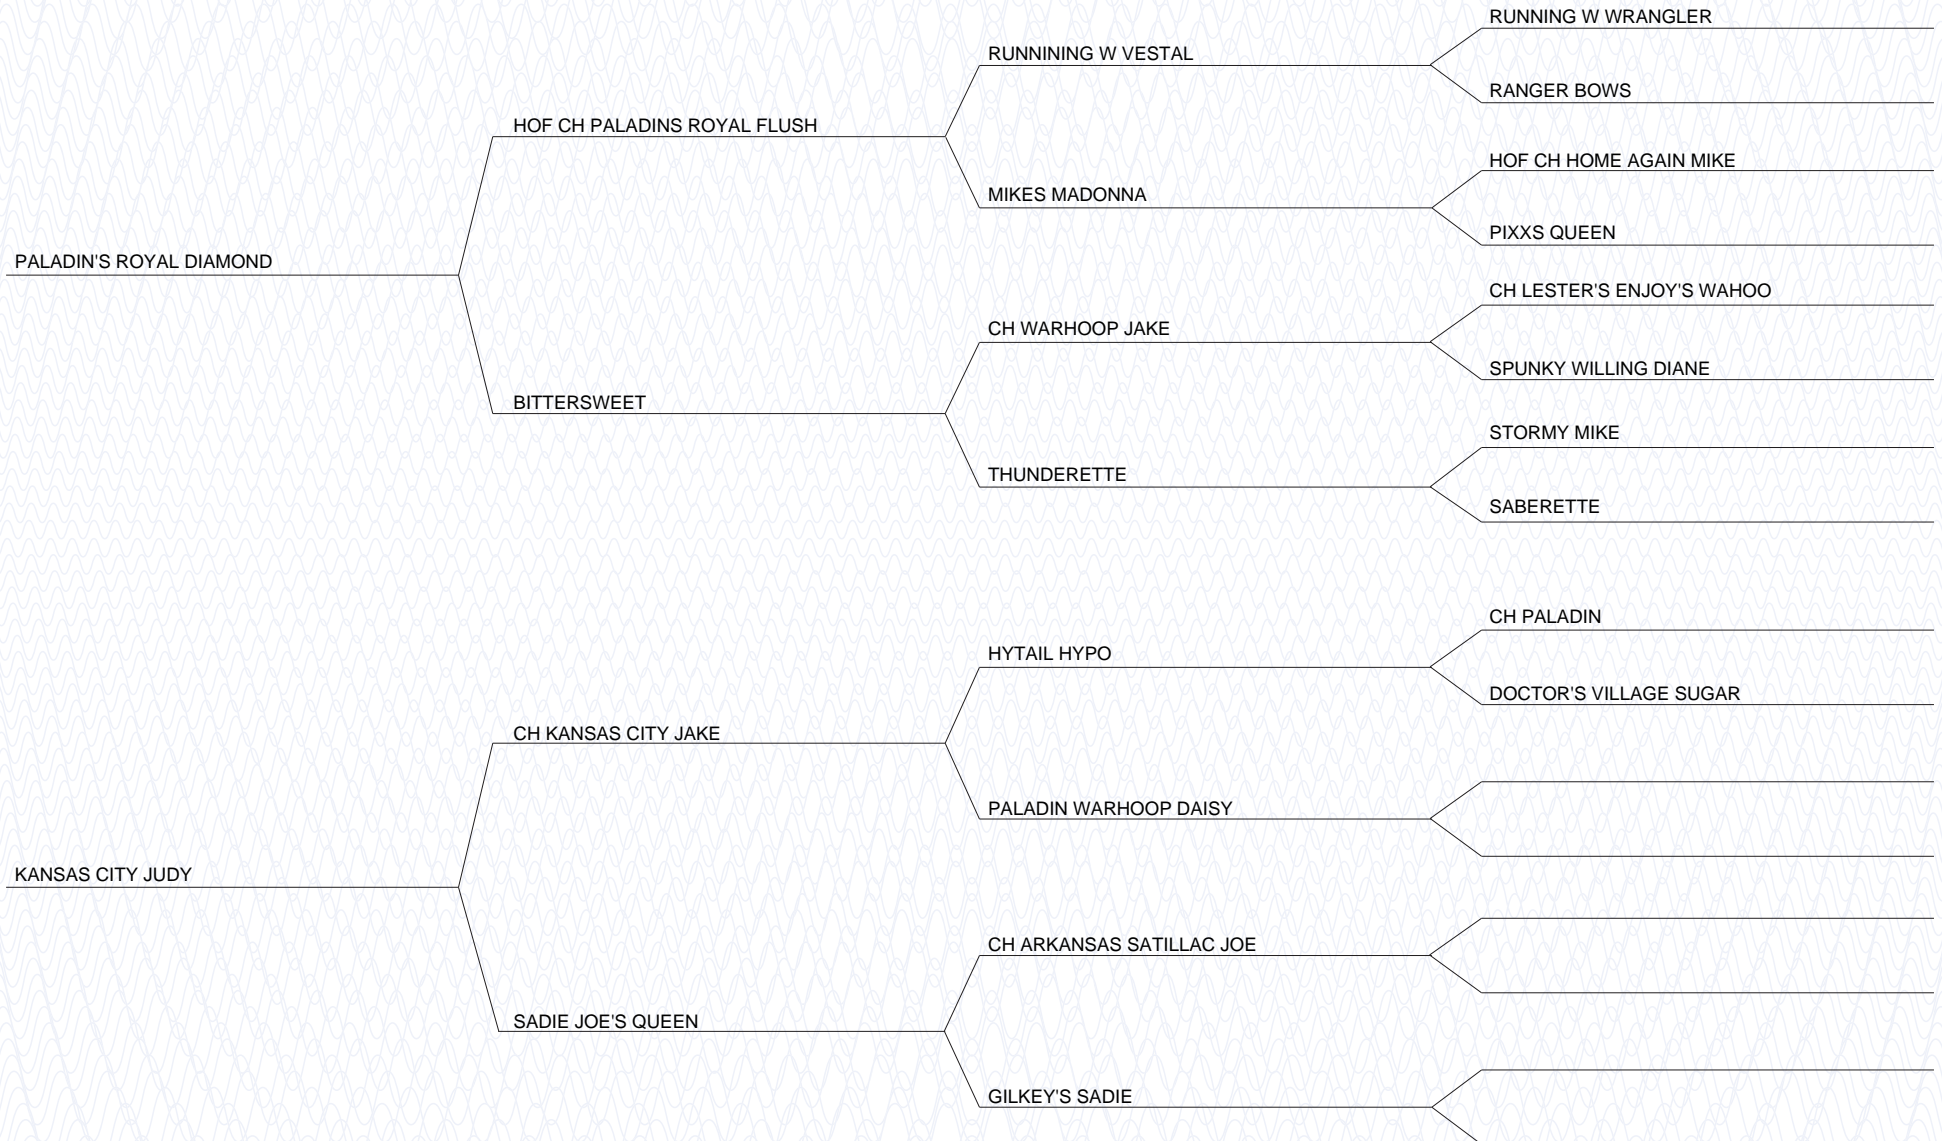 RUNNING W WRANGLER
RUNNINING W VESTAL
RANGER BOWS
HOF CH PALADINS ROYAL FLUSH
HOF CH HOME AGAIN MIKE
MIKES MADONNA
PIXXS QUEEN
PALADIN'S ROYAL DIAMOND
CH LESTER'S ENJOY'S WAHOO
CH WARHOOP JAKE
SPUNKY WILLING DIANE
BITTERSWEET
STORMY MIKE
THUNDERETTE
SABERETTE
CH PALADIN
HYTAIL HYPO
DOCTOR'S VILLAGE SUGAR
CH KANSAS CITY JAKE
PALADIN WARHOOP DAISY
KANSAS CITY JUDY
CH ARKANSAS SATILLAC JOE
SADIE JOE'S QUEEN
GILKEY'S SADIE